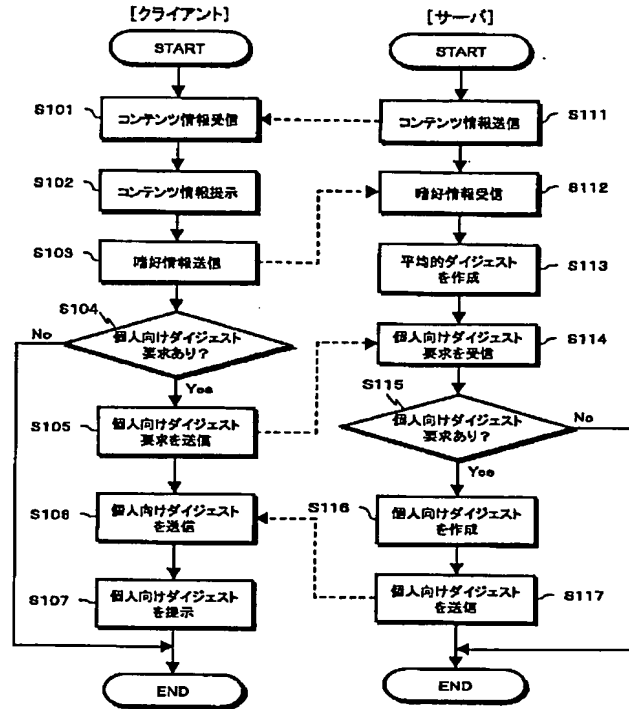 [クライアント]
START
S101
コンテンツ情報受信
S102
コンテンツ情報提示
S103
嗜好情報送信
S104
個人向けダイジェスト
要求あり?
No
Yes
S105
個人向けダイジェスト
要求を送信
S106
個人向けダイジェスト
を送信
S107
個人向けダイジェスト
を提示
END
[サーバ]
START
コンテンツ情報送信
S111
嗜好情報受信
S112
平均的ダイジェスト
を作成
S113
個人向けダイジェスト
要求を受信
S114
S115
個人向けダイジェスト
要求あり?
No
Yes
S116
個人向けダイジェスト
を作成
個人向けダイジェスト
を送信
S117
END